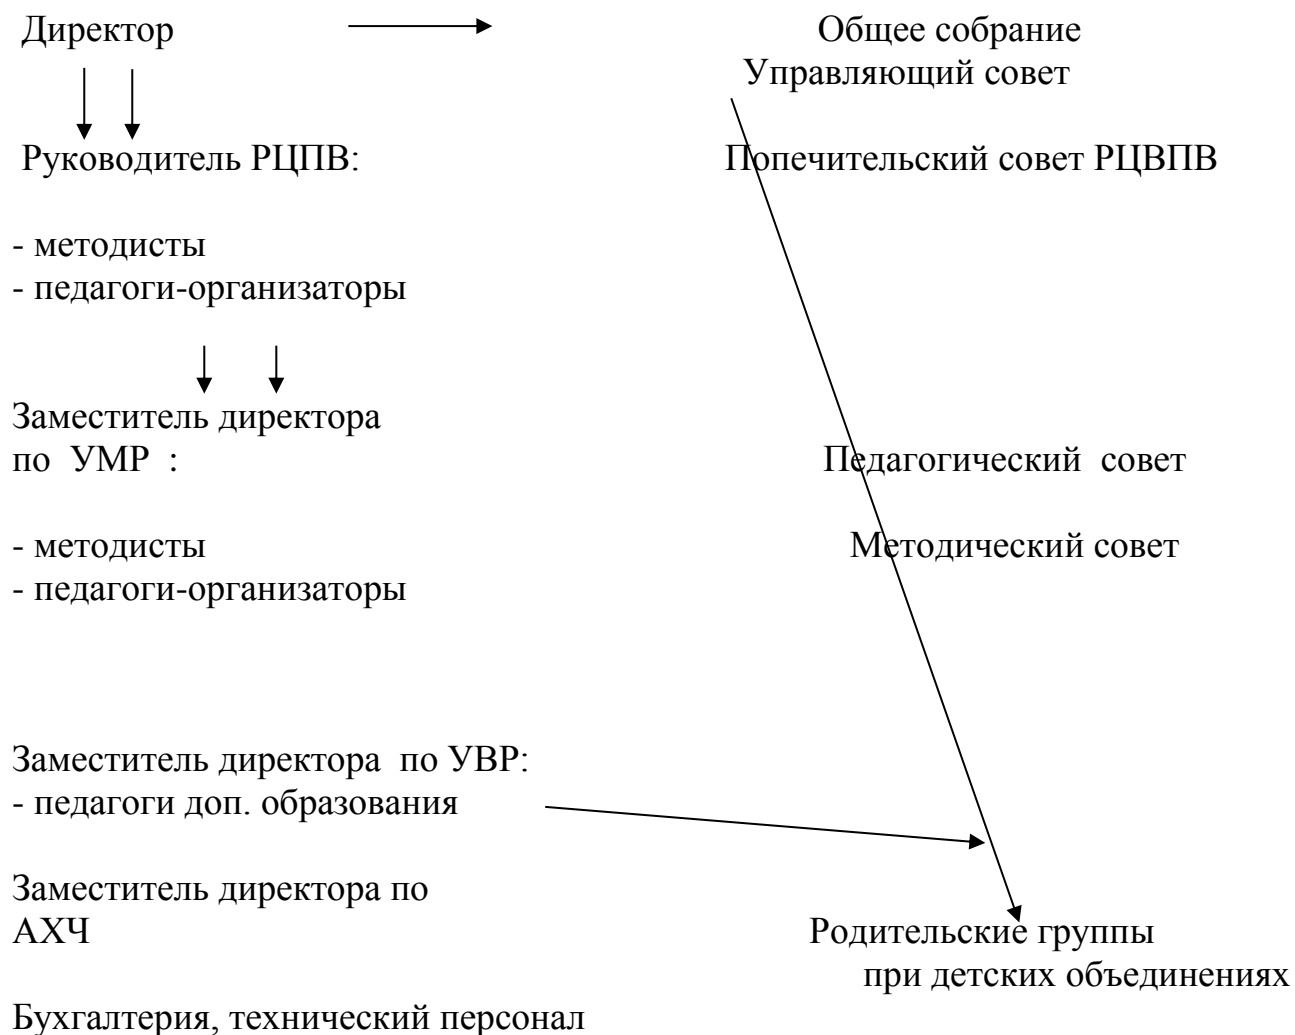 Директор Общее собрание
Управляющий совет
Руководитель РЦПВ: Попечительский совет РЦВПВ
- методисты
- педагоги-организаторы
Заместитель директора
по УМР : Педагогический совет
- методисты Методический совет
- педагоги-организаторы
Заместитель директора по УВР:
- педагоги доп. образования
Заместитель директора по
АХЧ Родительские группы
при детских объединениях
Бухгалтерия, технический персонал